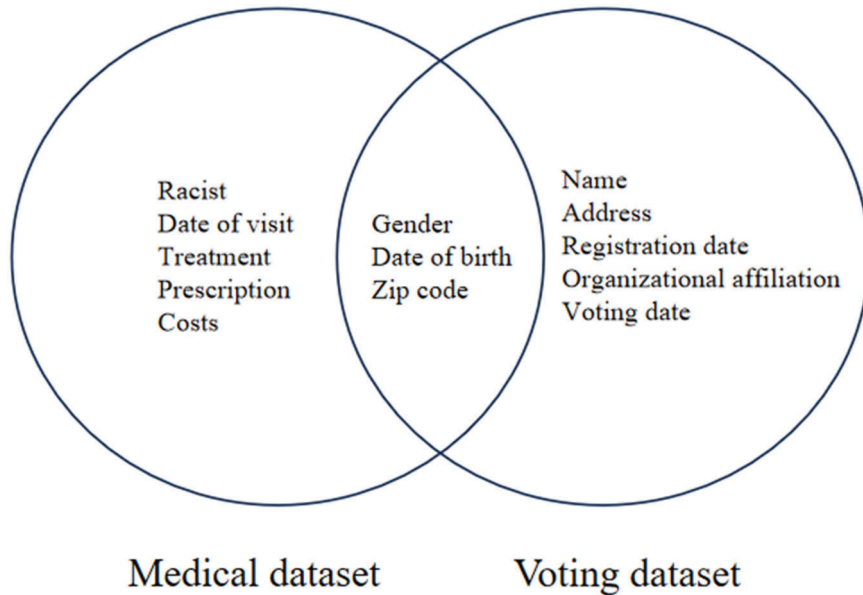 Racist
Date of visit
Treatment
Prescription
Costs
Gender
Date of birth
Zip code
Name
Address
Registration date
Organizational affiliation
Voting date
Medical dataset
Voting dataset